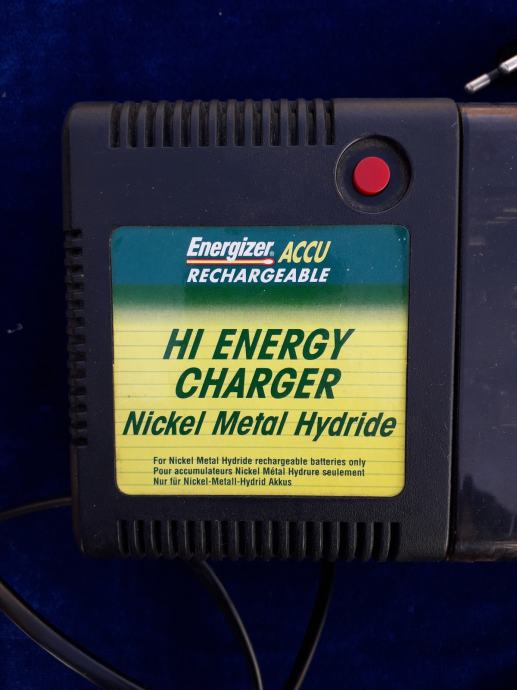 Energizer® ACCU
RECHARGEABLE
HI ENERGY
CHARGER
Nickel Metal Hydride
For Nickel Metal Hydride rechargeable batteries only
Pour accumulateurs Nickel Métal Hydrure seulement
Nur für Nickel-Metall-Hydrid Akkus